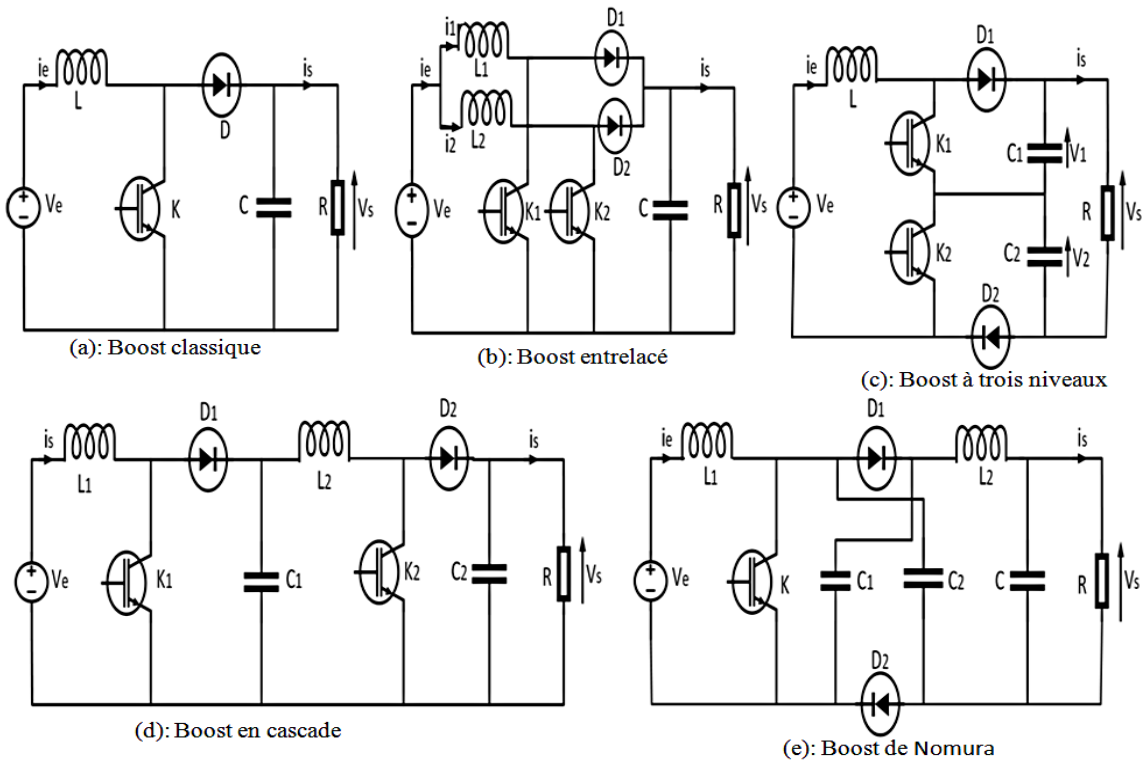 ie
L
D
is
Ve
K
C
R
Vs
(a): Boost classique
i1
ie
L1
i2
L2
D1
D2
is
Ve
K1
K2
C
R
Vs
(b): Boost entrelacé
ie
L
D1
is
K1
C1
V1
Ve
R
Vs
K2
C2
V2
D2
(c): Boost à trois niveaux
is
L1
D1
L2
D2
is
Ve
K1
C1
K2
C2
R
Vs
(d): Boost en cascade
ie
L1
D1
L2
is
Ve
K
C1
C2
C
R
Vs
D2
(e): Boost de Nomura